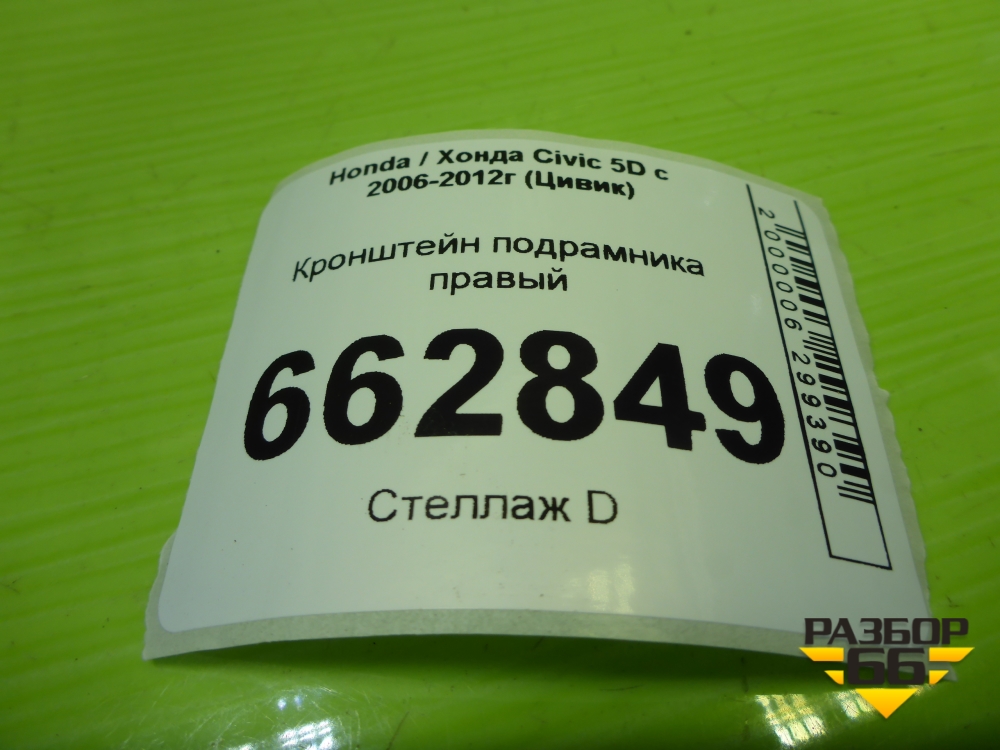 Honda / Хонда Civic 5D с
2006-2012г (Цивик)
Кронштейн подрамника
правый
662849
Стеллаж D
2000006299390
РАЗБОР
66